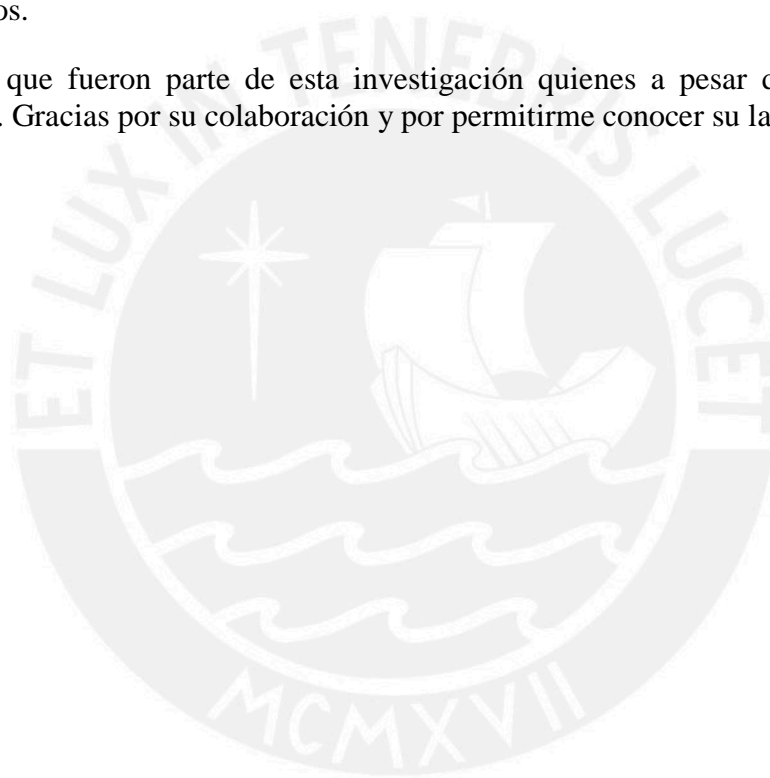 os.
que fueron parte de esta investigación quienes a pesar
. Gracias por su colaboración y por permitirme conocer su
ET LUX IN TENEBRIS LUCET
MCMXVII